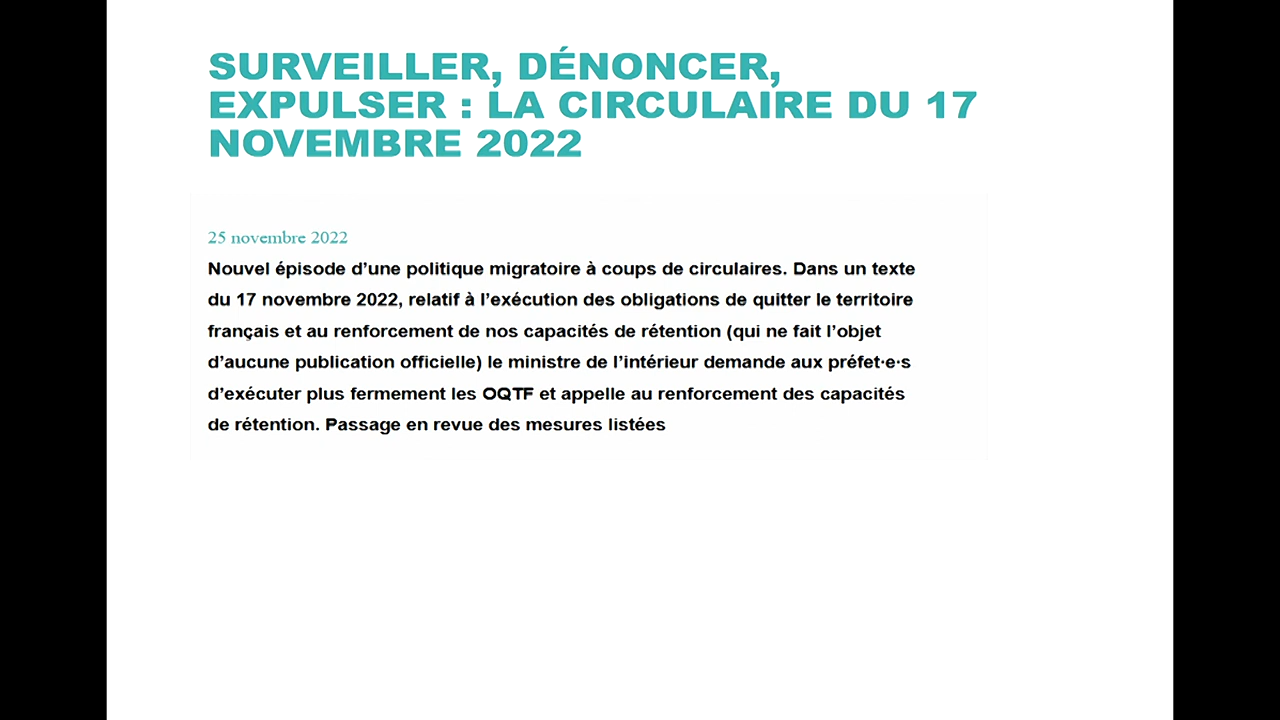 SURVEILLER, DÉNONCER,
EXPULSER : LA CIRCULAIRE DU 17
NOVEMBRE 2022
25 novembre 2022
Nouvel épisode d’une politique migratoire à coups de circulaires. Dans un texte
du 17 novembre 2022, relatif à l’exécution des obligations de quitter le territoire
français et au renforcement de nos capacités de rétention (qui ne fait l’objet
d’aucune publication officielle) le ministre de l’intérieur demande aux préfet·e·s
d’exécuter plus fermement les OQTF et appelle au renforcement des capacités
de rétention. Passage en revue des mesures listées